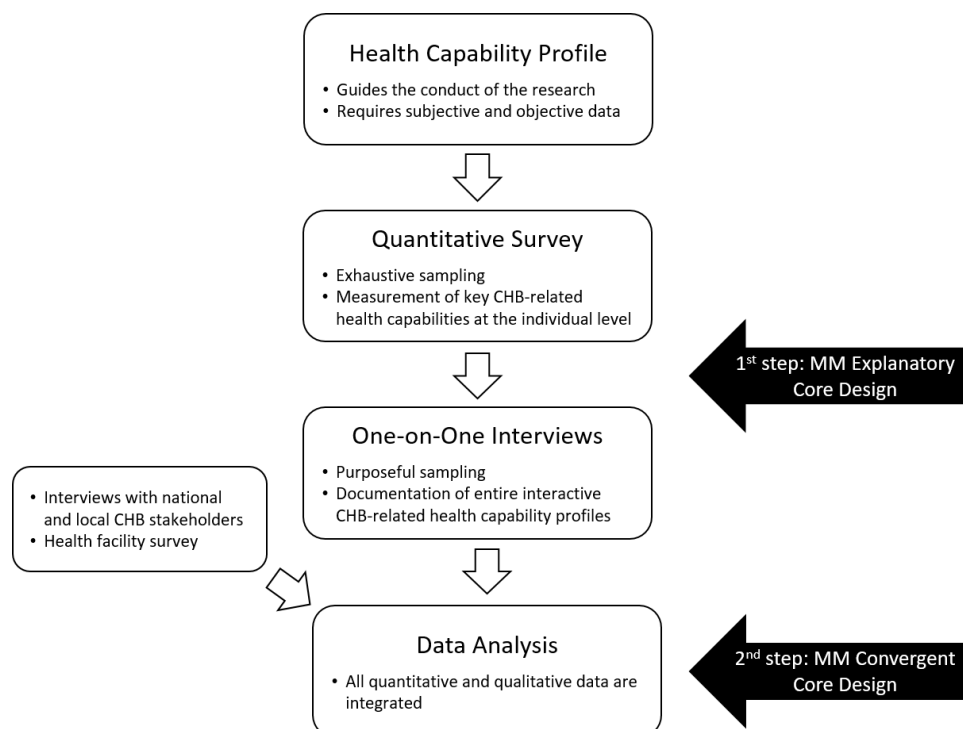 Health Capability Profile
• Guides the conduct of the research
• Requires subjective and objective data
Quantitative Survey
• Exhaustive sampling
• Measurement of key CHB-related
health capabilities at the individual level
1st step: MM Explanatory
Core Design
One-on-One Interviews
• Purposeful sampling
• Documentation of entire interactive
CHB-related health capability profiles
• Interviews with national
and local CHB stakeholders
• Health facility survey
Data Analysis
• All quantitative and qualitative data are
integrated
2nd step: MM Convergent
Core Design